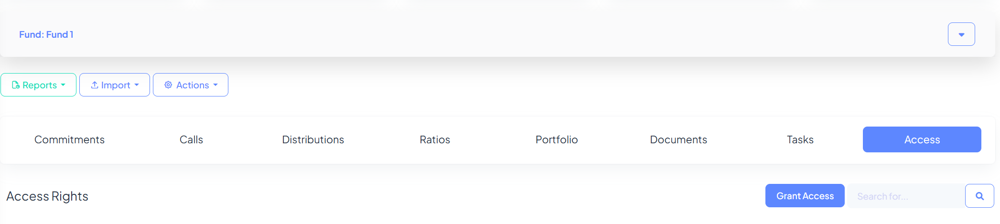 Fund: Fund 1
Reports Import Actions
Commitments Calls Distributions Ratios Portfolio Documents Tasks Access
Access Rights Grant Access Search for...